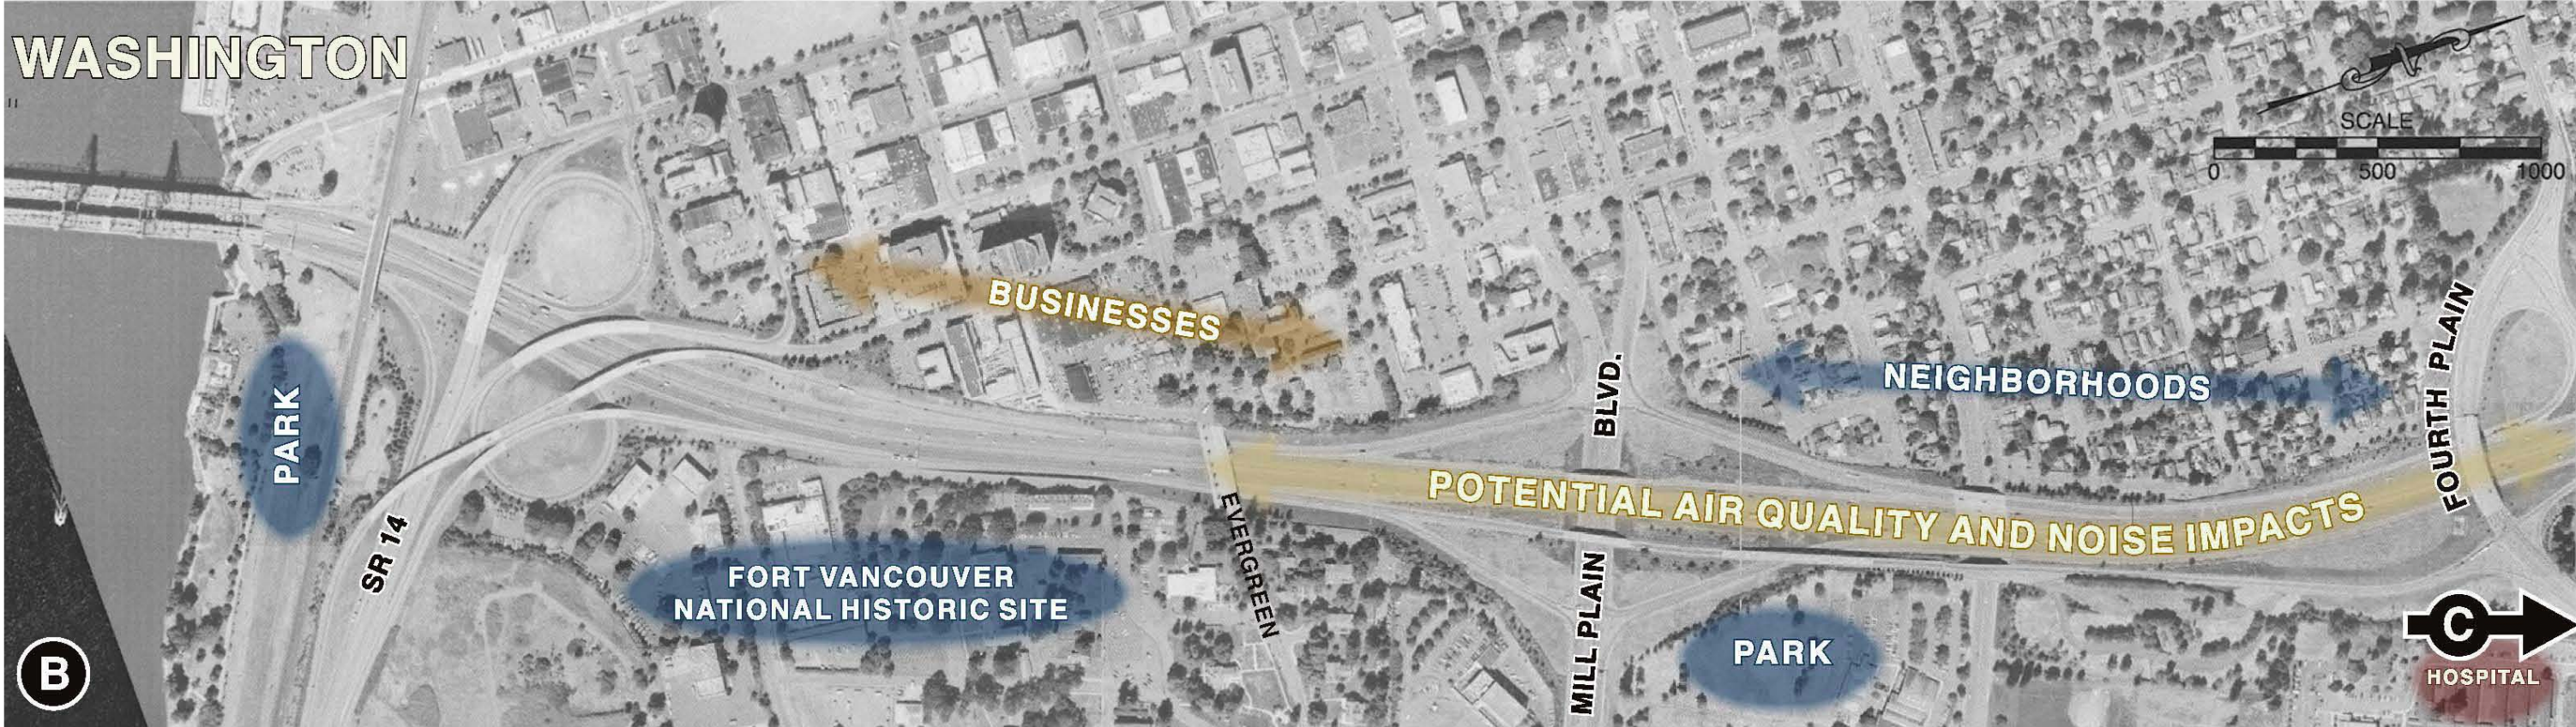 WASHINGTON
N
SCALE
0 500 1000
BUSINESSES
BLVD.
NEIGHBORHOODS
FOURTH PLAIN
PARK
POTENTIAL AIR QUALITY AND NOISE IMPACTS
EVERGREEN
SR 14
FORT VANCOUVER
NATIONAL HISTORIC SITE
MILL PLAIN
PARK
C
HOSPITAL
B